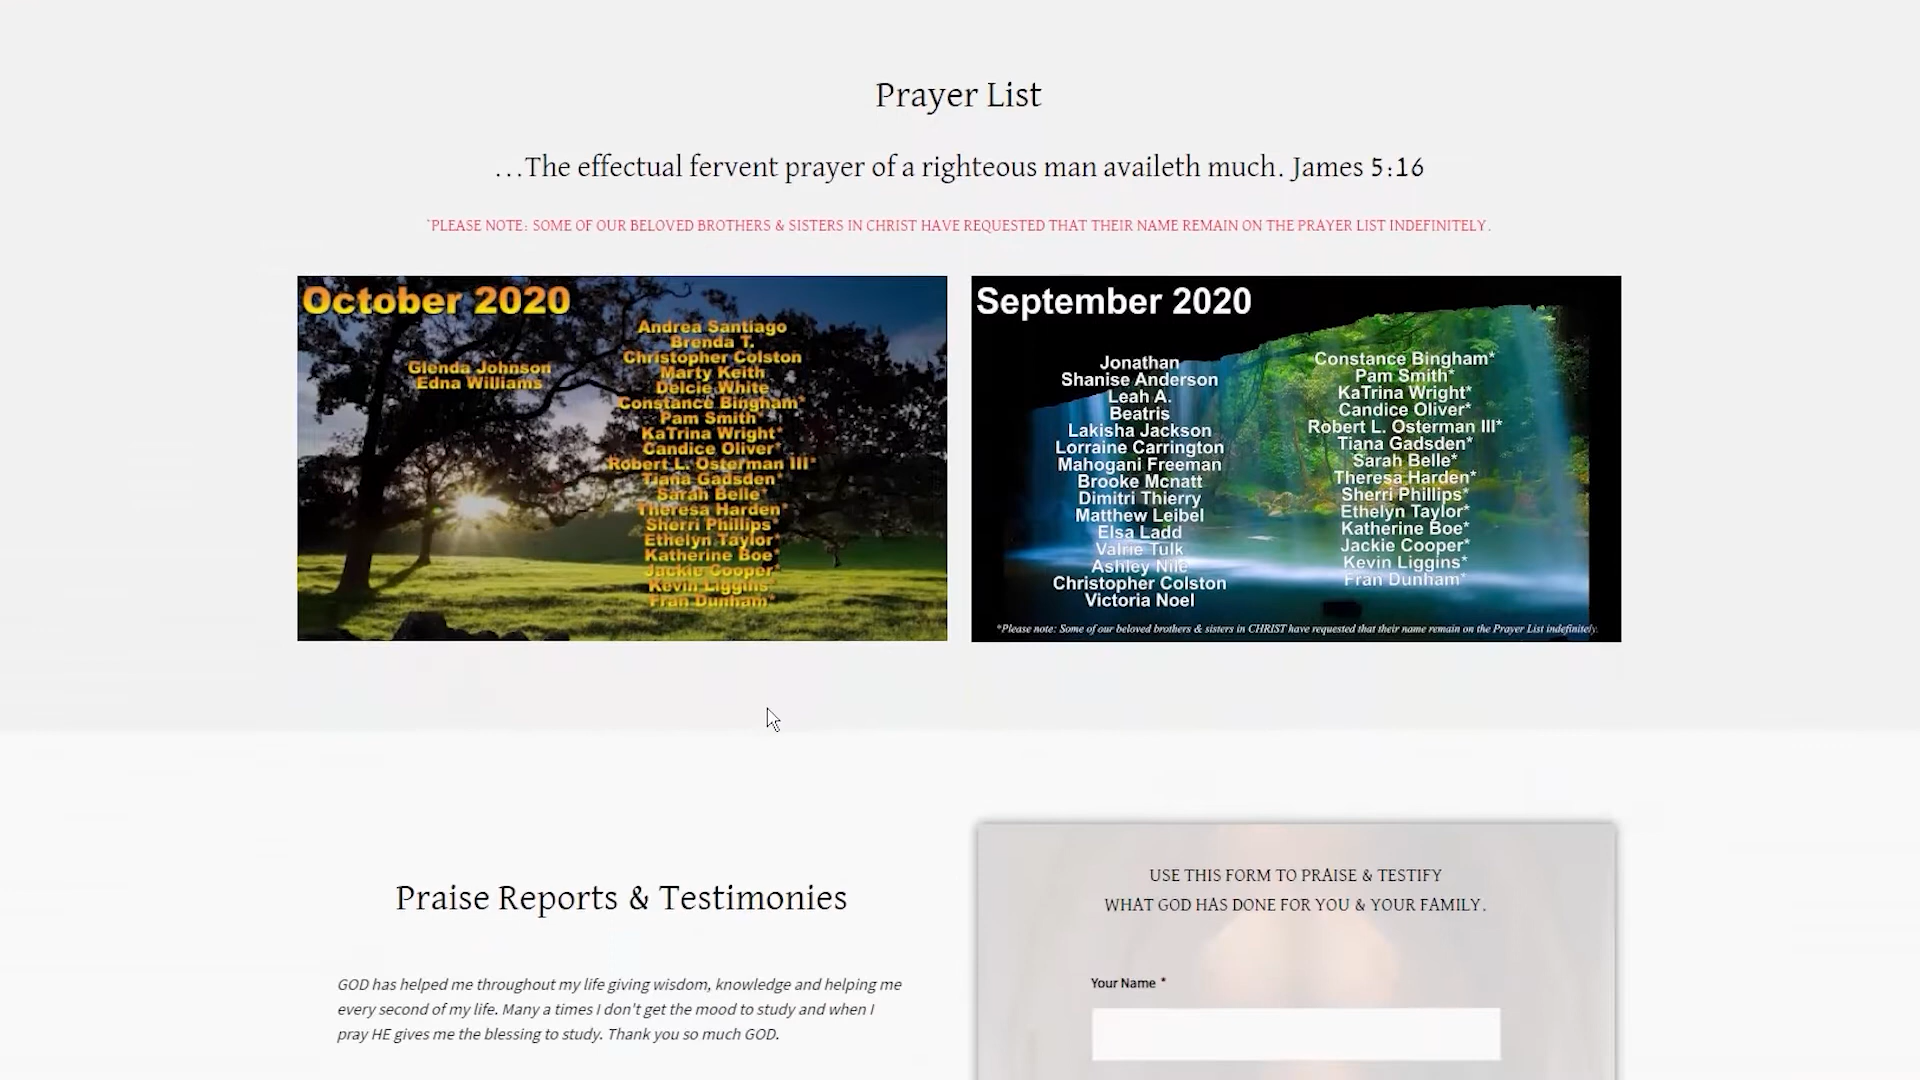 Prayer List
...The effectual fervent prayer of a righteous man availeth much. James 5:16
*PLEASE NOTE: SOME OF OUR BELOVED BROTHERS & SISTERS IN CHRIST HAVE REQUESTED THAT THEIR NAME REMAIN ON THE PRAYER LIST INDEFINITELY.
October 2020
Glenda Johnson
Edna Williams
Andrea Santiago
Brenda T.
Christopher Colston
Marty Keith
Delcie White
Constance Bingham*
Pam Smith*
KaTrina Wright*
Candice Oliver*
Robert L. Osterman III*
Tiana Gadsden*
Sarah Belle*
Theresa Harden*
Sherri Phillips*
Ethelyn Taylor*
Katherine Boe*
Jackie Cooper*
Kevin Liggins*
Fran Dunham*
September 2020
Jonathan
Shanise Anderson
Leah A.
Beatris
Lakisha Jackson
Lorraine Carrington
Mahogani Freeman
Brooke Mcnatt
Dimitri Thierry
Matthew Leibel
Elsa Ladd
Valrie Tulk
Ashley Nile
Christopher Colston
Victoria Noel
Constance Bingham*
Pam Smith*
KaTrina Wright*
Candice Oliver*
Robert L. Osterman III*
Tiana Gadsden*
Sarah Belle*
Theresa Harden*
Sherri Phillips*
Ethelyn Taylor*
Katherine Boe*
Jackie Cooper*
Kevin Liggins*
Fran Dunham*
*Please note: Some of our beloved brothers & sisters in CHRIST have requested that their name remain on the Prayer List indefinitely.
Praise Reports & Testimonies
GOD has helped me throughout my life giving wisdom, knowledge and helping me
every second of my life. Many a times I don't get the mood to study and when I
pray HE gives me the blessing to study. Thank you so much GOD.
USE THIS FORM TO PRAISE & TESTIFY
WHAT GOD HAS DONE FOR YOU & YOUR FAMILY.
Your Name *